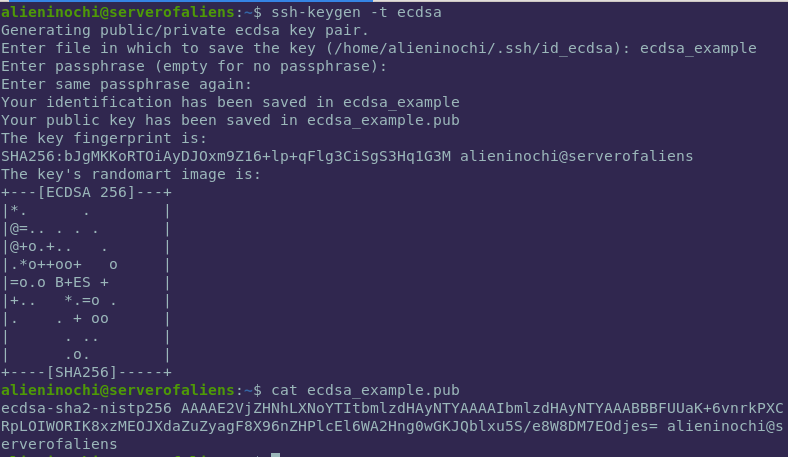 alieninochi@serverofaliens:~$ ssh-keygen -t ecdsa
Generating public/private ecdsa key pair.
Enter file in which to save the key (/home/alieninochi/.ssh/id_ecdsa): ecdsa_example
Enter passphrase (empty for no passphrase):
Enter same passphrase again:
Your identification has been saved in ecdsa_example
Your public key has been saved in ecdsa_example.pub
The key fingerprint is:
SHA256:bJgMKKoRTOiAyDJOxm9Z16+lp+qFlg3CiSgS3Hq1G3M alieninochi@serverofaliens
The key's randomart image is:
+---[ECDSA 256]---+
|*.      .        |
|@=.. . . .       |
|@+o.+..   .      |
|.*o++oo+   o     |
|=o.o B+ES +      |
|+..   *.=o .     |
|.    . + oo      |
|      . ..       |
|      .o.        |
+----[SHA256]-----+
alieninochi@serverofaliens:~$ cat ecdsa_example.pub
ecdsa-sha2-nistp256 AAAAE2VjZHNhLXNoYTItbmlzdHAyNTYAAAAIbmlzdHAyNTYAAABBBFUUaK+6vnrkPXC
RpLOIWORIK8xzMEOJXdaZuZyagF8X96nZHPlcEl6WA2Hng0wGKJQblxu5S/e8W8DM7EOdjes= alieninochi@s
erverofaliens